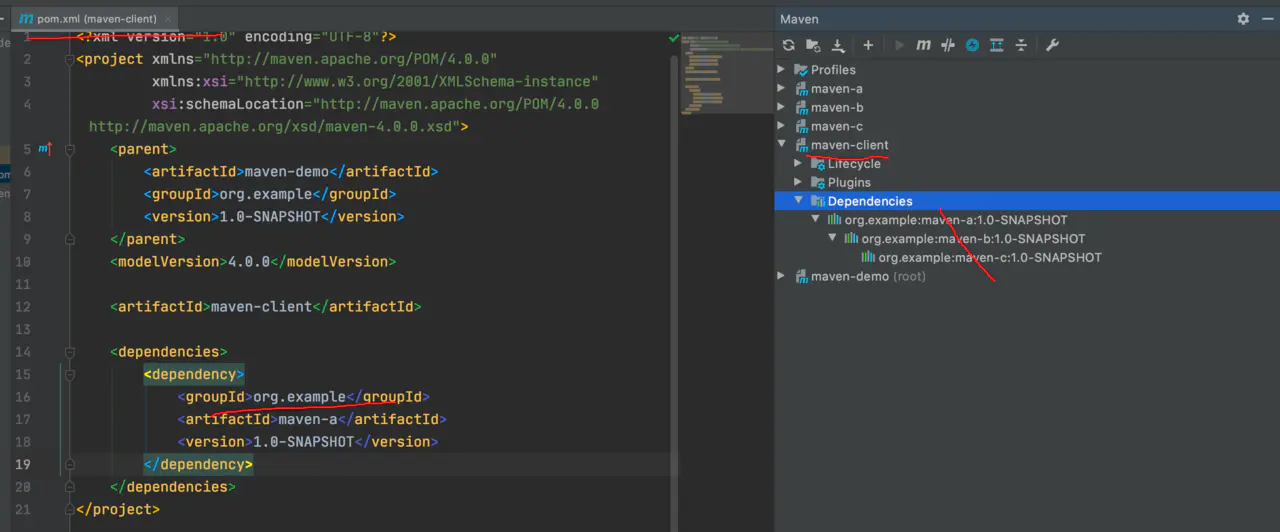 pom.xml (maven-client)
Maven
1 <?xml version="1.0" encoding="UTF-8"?>
2 <project xmlns="http://maven.apache.org/POM/4.0.0"
3 xmlns:xsi="http://www.w3.org/2001/XMLSchema-instance"
4 xsi:schemaLocation="http://maven.apache.org/POM/4.0.0
http://maven.apache.org/xsd/maven-4.0.0.xsd">
5 <parent>
6 <artifactId>maven-demo</artifactId>
7 <groupId>org.example</groupId>
8 <version>1.0-SNAPSHOT</version>
9 </parent>
10 <modelVersion>4.0.0</modelVersion>
11
12 <artifactId>maven-client</artifactId>
13
14 <dependencies>
15 <dependency>
16 <groupId>org.example</groupId>
17 <artifactId>maven-a</artifactId>
18 <version>1.0-SNAPSHOT</version>
19 </dependency>
20 </dependencies>
21 </project>
Profiles
maven-a
maven-b
maven-c
maven-client
Lifecycle
Plugins
Dependencies
org.example:maven-a:1.0-SNAPSHOT
org.example:maven-b:1.0-SNAPSHOT
org.example:maven-c:1.0-SNAPSHOT
maven-demo (root)